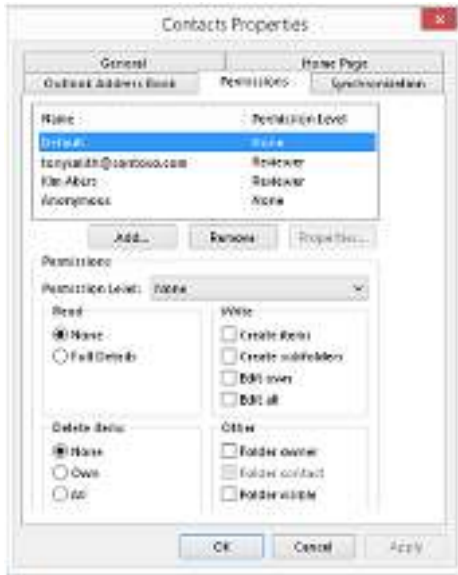 Contacts Properties
General Home Page
Outlook Address Book Permissions Synchronization
Name Permission Level
Default None
tonysmith@contoso.com Reviewer
Kim Akers Reviewer
Anonymous None
Add... Remove Properties...
Permissions
Permission Level: None
Read Write
None Create items
Full Details Create subfolders
Edit own
Edit all
Delete items Other
None Folder owner
Own Folder contact
All Folder visible
OK Cancel Apply